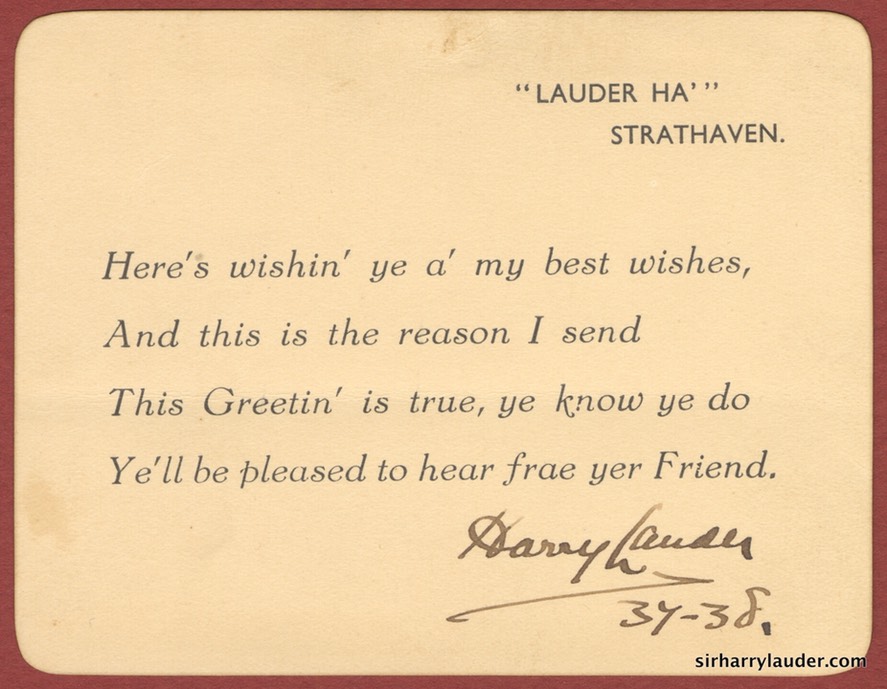 “LAUDER HA’”
STRATHAVEN.
Here's wishin' ye a' my best wishes,
And this is the reason I send
This Greetin' is true, ye know ye do
Ye'll be pleased to hear frae yer Friend.
Harry Lauder
37-38.
sirharrylauder.com